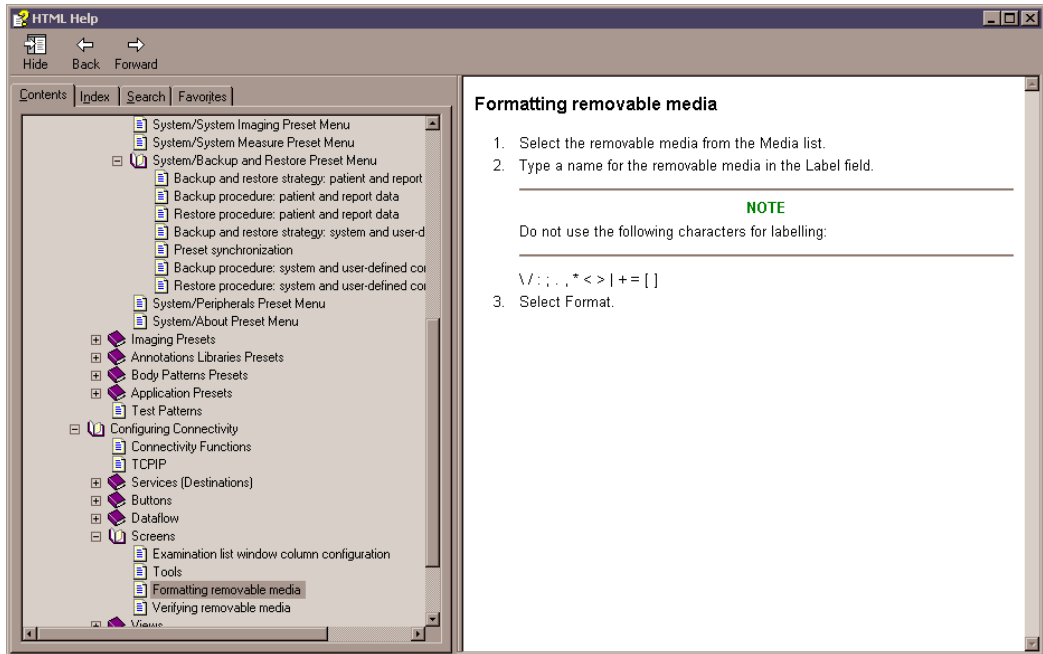 HTML Help
Hide Back Forward
Contents Index Search Favorites
System/System Imaging Preset Menu
System/System Measure Preset Menu
System/Backup and Restore Preset Menu
Backup and restore strategy: patient and report
Backup procedure: patient and report data
Restore procedure: patient and report data
Backup and restore strategy: system and user-d
Preset synchronization
Backup procedure: system and user-defined coi
Restore procedure: system and user-defined coi
System/Peripherals Preset Menu
System/About Preset Menu
Imaging Presets
Annotations Libraries Presets
Body Patterns Presets
Application Presets
Test Patterns
Configuring Connectivity
Connectivity Functions
TCPIP
Services (Destinations)
Buttons
Dataflow
Screens
Examination list window column configuration
Tools
Formatting removable media
Verifying removable media
Views
Formatting removable media
1. Select the removable media from the Media list.
2. Type a name for the removable media in the Label field.
NOTE
Do not use the following characters for labelling:
\ / : ; . , * < > | + = [ ]
3. Select Format.